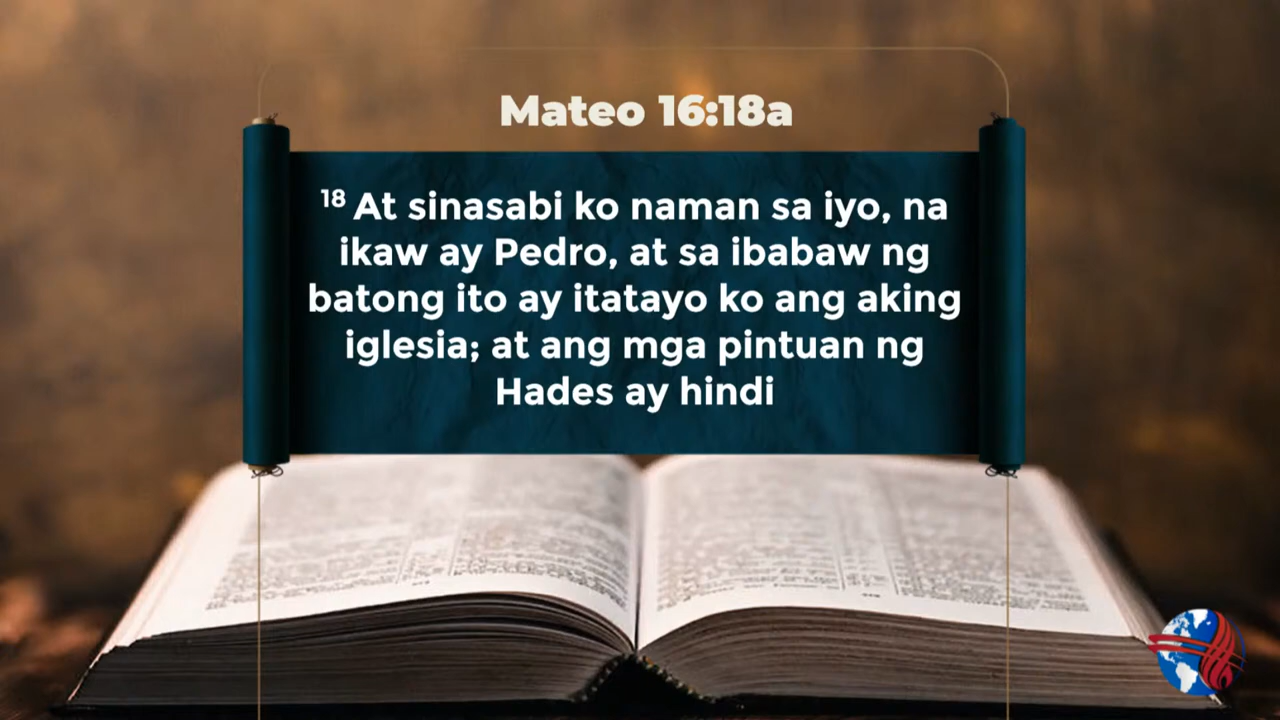 Mateo 16:18a
18 At sinasabi ko naman sa iyo, na
ikaw ay Pedro, at sa ibabaw ng
batong ito ay itatayo ko ang aking
iglesia; at ang mga pintuan ng
Hades ay hindi